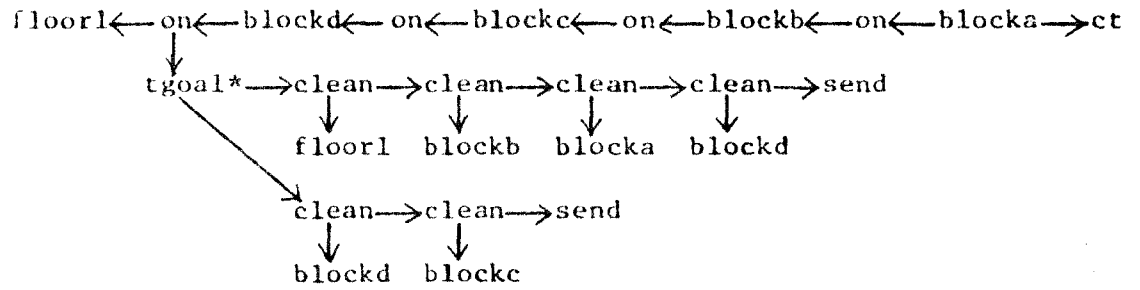 floorl← on← blockd← on← blockc← on← blockb← on← blocka→ct
tgoal*→clean→clean→clean→clean→send
floorl blockb blocka blockd
clean→clean→send
blockd blockc